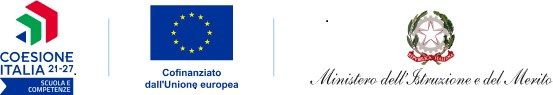 COESIONE
ITALIA 21-27
SCUOLA E
COMPETENZE
Cofinanziato
dall'Unione europea
Ministero dell'Istruzione e del Merito